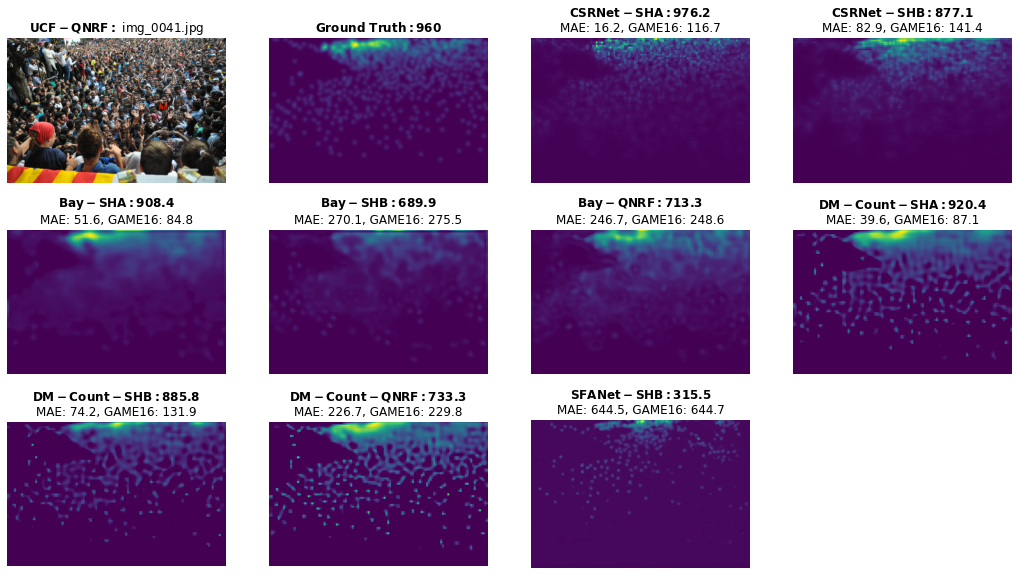 UCF − QNRF : img_0041.jpg
Ground Truth : 960
CSRNet − SHA : 976.2
MAE: 16.2, GAME16: 116.7
CSRNet − SHB : 877.1
MAE: 82.9, GAME16: 141.4
Bay − SHA : 908.4
MAE: 51.6, GAME16: 84.8
Bay − SHB : 689.9
MAE: 270.1, GAME16: 275.5
Bay − QNRF : 713.3
MAE: 246.7, GAME16: 248.6
DM − Count − SHA : 920.4
MAE: 39.6, GAME16: 87.1
DM − Count − SHB : 885.8
MAE: 74.2, GAME16: 131.9
DM − Count − QNRF : 733.3
MAE: 226.7, GAME16: 229.8
SFANet − SHB : 315.5
MAE: 644.5, GAME16: 644.7